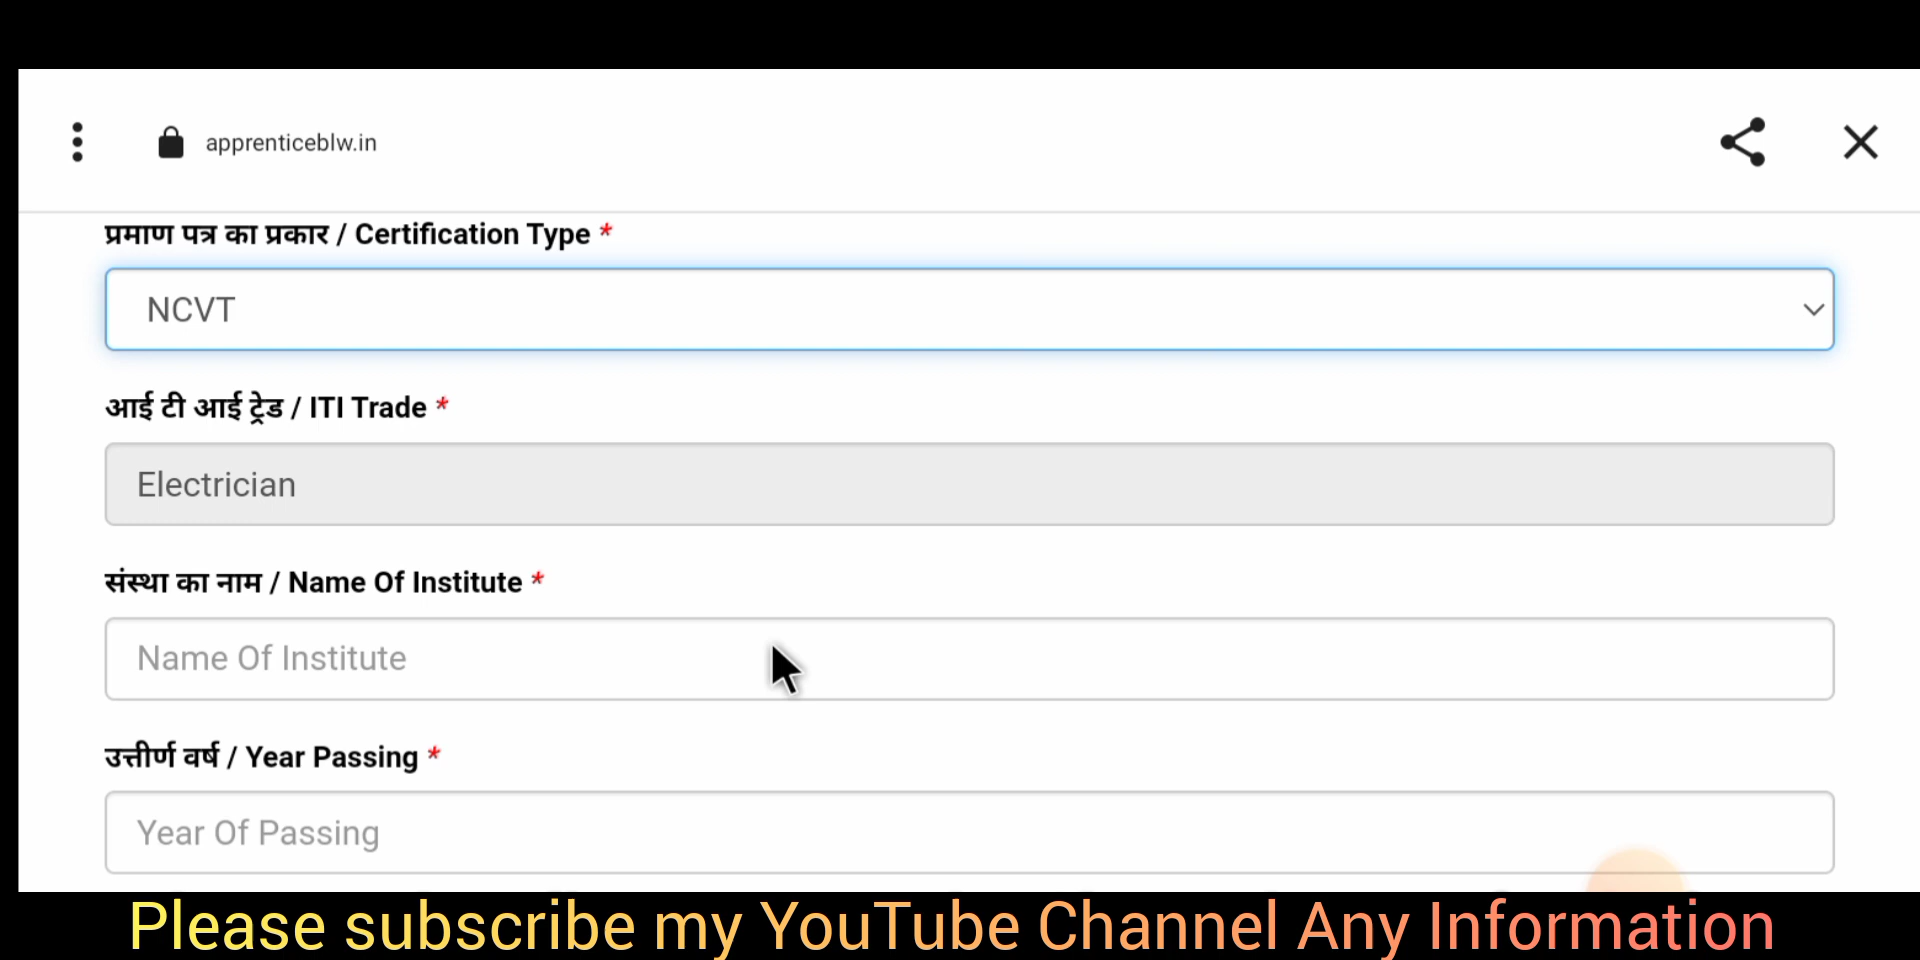 apprenticeblw.in
प्रमाण पत्र का प्रकार / Certification Type *
NCVT
आई टी आई ट्रेड / ITI Trade *
Electrician
संस्था का नाम / Name Of Institute *
Name Of Institute
उत्तीर्ण वर्ष / Year Passing *
Year Of Passing
Please subscribe my YouTube Channel Any Information